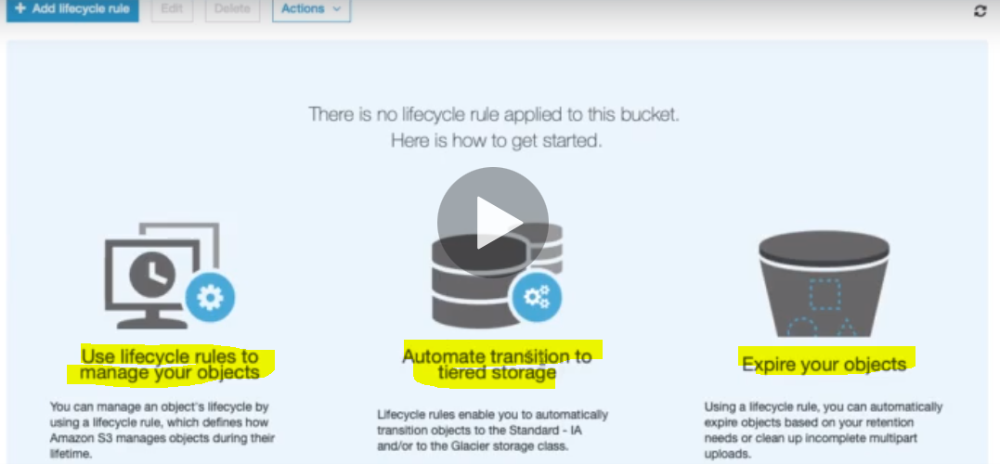 + Add lifecycle rule
Edit
Delete
Actions
There is no lifecycle rule applied to this bucket.
Here is how to get started.
Use lifecycle rules to
manage your objects
You can manage an object's lifecycle by
using a lifecycle rule, which defines how
Amazon S3 manages objects during their
lifetime.
Automate transition to
tiered storage
Lifecycle rules enable you to automatically
transition objects to the Standard - IA
and/or to the Glacier storage class.
Expire your objects
Using a lifecycle rule, you can automatically
expire objects based on your retention
needs or clean up incomplete multipart
uploads.